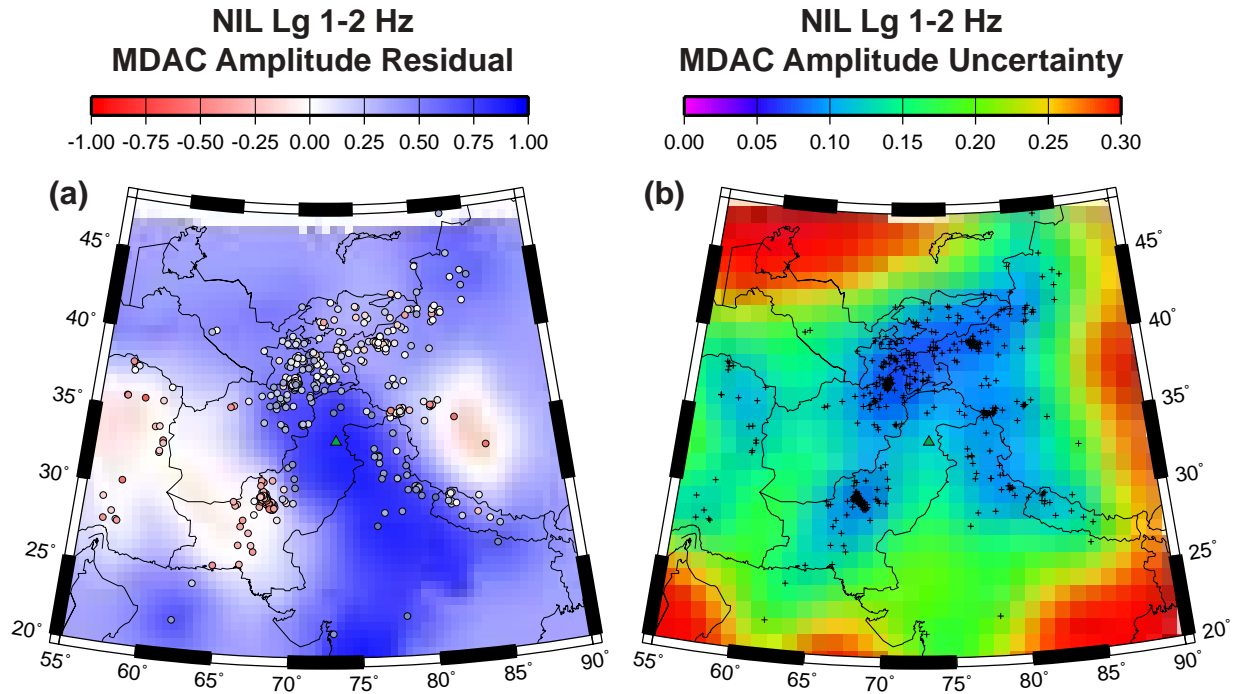 NIL Lg 1-2 Hz
MDAC Amplitude Residual
-1.00 -0.75 -0.50 -0.25 0.00 0.25 0.50 0.75 1.00
(a)
45°
40°
35°
30°
25°
20°
55° 60° 65° 70° 75° 80° 85° 90°
NIL Lg 1-2 Hz
MDAC Amplitude Uncertainty
0.00 0.05 0.10 0.15 0.20 0.25 0.30
(b)
45°
40°
35°
30°
25°
20°
55° 60° 65° 70° 75° 80° 85° 90°